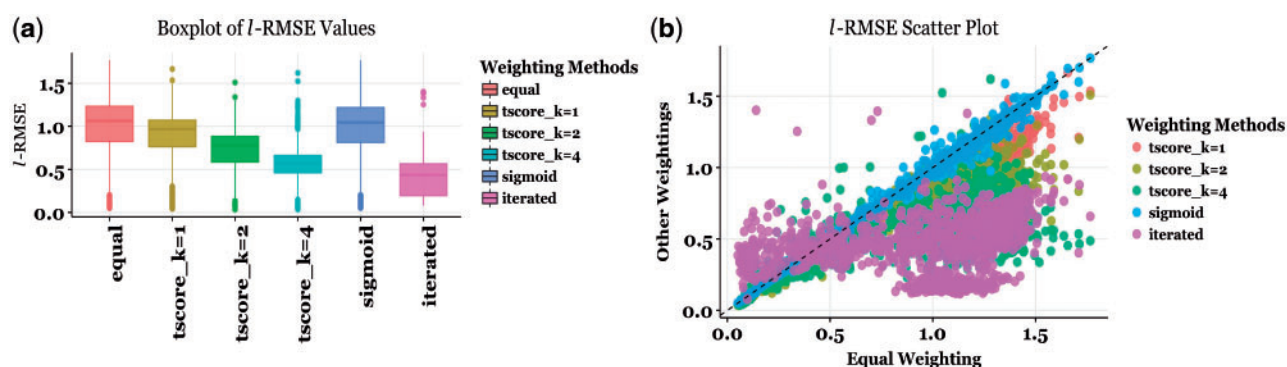 (a)
Boxplot of l-RMSE Values
l-RMSE
1.5
1.0
0.5
0.0
equal
tscore_k=1
tscore_k=2
tscore_k=4
sigmoid
iterated
Weighting Methods
equal
tscore_k=1
tscore_k=2
tscore_k=4
sigmoid
iterated
(b)
l-RMSE Scatter Plot
Other Weightings
1.5
1.0
0.5
0.0
0.0
0.5
1.0
1.5
Equal Weighting
Weighting Methods
tscore_k=1
tscore_k=2
tscore_k=4
sigmoid
iterated